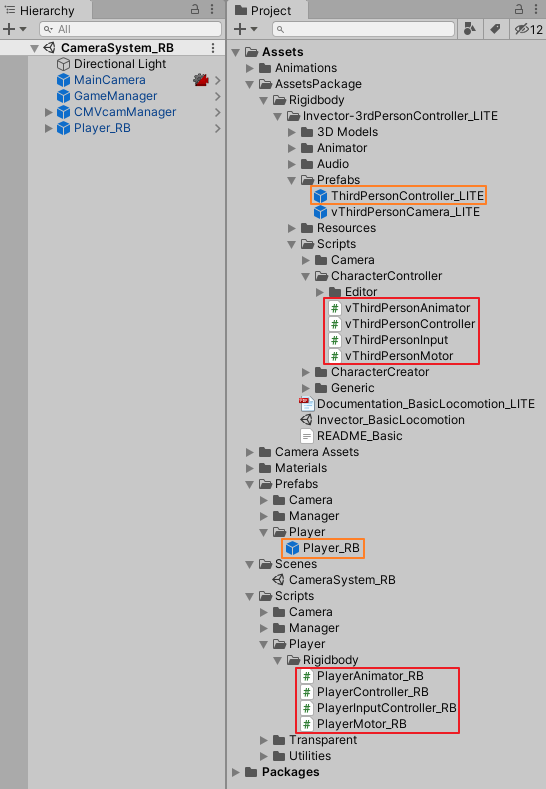 Hierarchy
All
CameraSystem_RB
Directional Light
MainCamera
GameManager
CMVcamManager
Player_RB
Project
12
Assets
Animations
AssetsPackage
Rigidbody
Invector-3rdPersonController_LITE
3D Models
Animator
Audio
Prefabs
ThirdPersonController_LITE
vThirdPersonCamera_LITE
Resources
Scripts
Camera
CharacterController
Editor
# vThirdPersonAnimator
# vThirdPersonController
# vThirdPersonInput
# vThirdPersonMotor
CharacterCreator
Generic
Documentation_BasicLocomotion_LITE
Invector_BasicLocomotion
README_Basic
Camera Assets
Materials
Prefabs
Camera
Manager
Player
Player_RB
Scenes
CameraSystem_RB
Scripts
Camera
Manager
Player
Rigidbody
# PlayerAnimator_RB
# PlayerController_RB
# PlayerInputController_RB
# PlayerMotor_RB
Transparent
Utilities
Packages